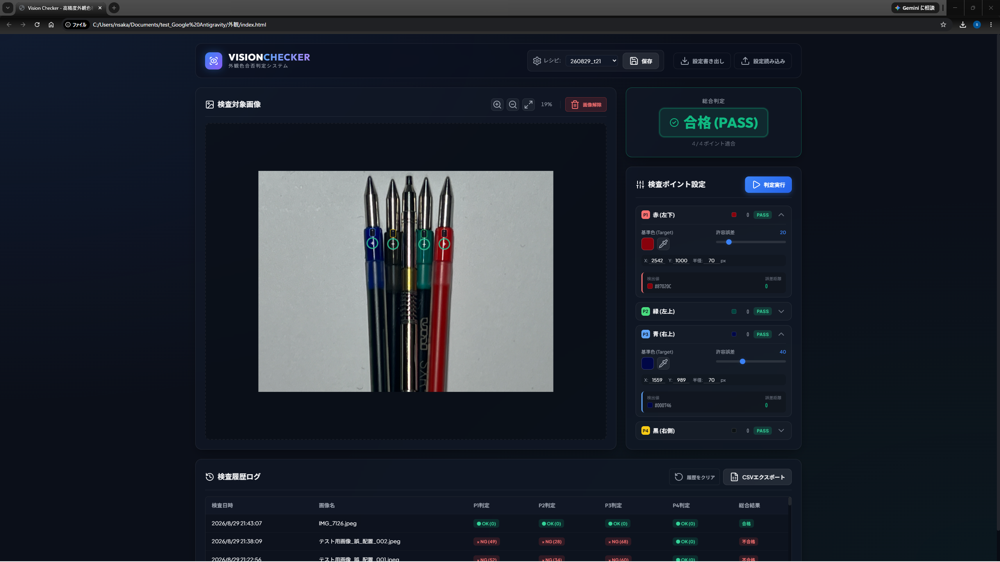 Vision Checker - 高精度外観色
Gemini に相談
ファイル
C:/Users/nsaka/Documents/test_Google%20Antigravity/外観/index.html
S
VISIONCHECKER
外観色合否判定システム
レシピ: 260829_t21
保存
設定書き出し
設定読み込み
検査対象画像
19%
画像解除
総合判定
合格 (PASS)
4 / 4 ポイント適合
検査ポイント設定
判定実行
P1 赤 (左下) 0 PASS
基準色 (Target) 許容誤差 20
X: 2542 Y: 1000 半径: 70 px
検出値 誤差距離
#87020C 0
P2 緑 (左上) 0 PASS
P3 青 (右上) 0 PASS
基準色 (Target) 許容誤差 40
X: 1559 Y: 989 半径: 70 px
検出値 誤差距離
#000746 0
P4 黒 (右側) 0 PASS
uni
検査履歴ログ
履歴をクリア
CSVエクスポート
検査日時 画像名 P1判定 P2判定 P3判定 P4判定 総合結果
2026/8/29 21:43:07 IMG_7126.jpeg ●OK (0) ●OK (0) ●OK (0) ●OK (0) 合格
2026/8/29 21:38:09 テスト用画像_誤_配置_002.jpeg × NG (49) × NG (28) × NG (68) ●OK (0) 不合格
2026/8/29 21:22:56 テスト用画像_誤_配置_001.jpeg × NG (52) × NG (34) × NG (60) ●OK (0) 不合格